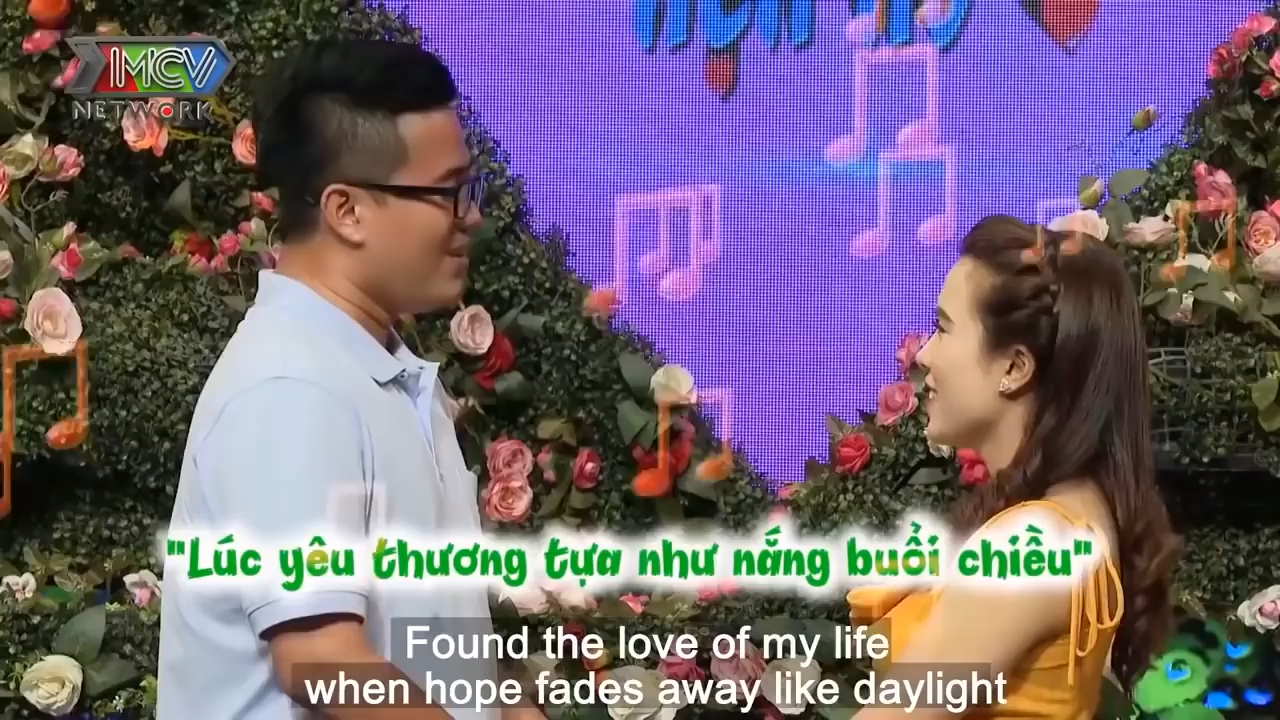 MCV
NETWORK
"Lúc yêu thương tựa như nắng buổi chiều"
Found the love of my life
when hope fades away like daylight